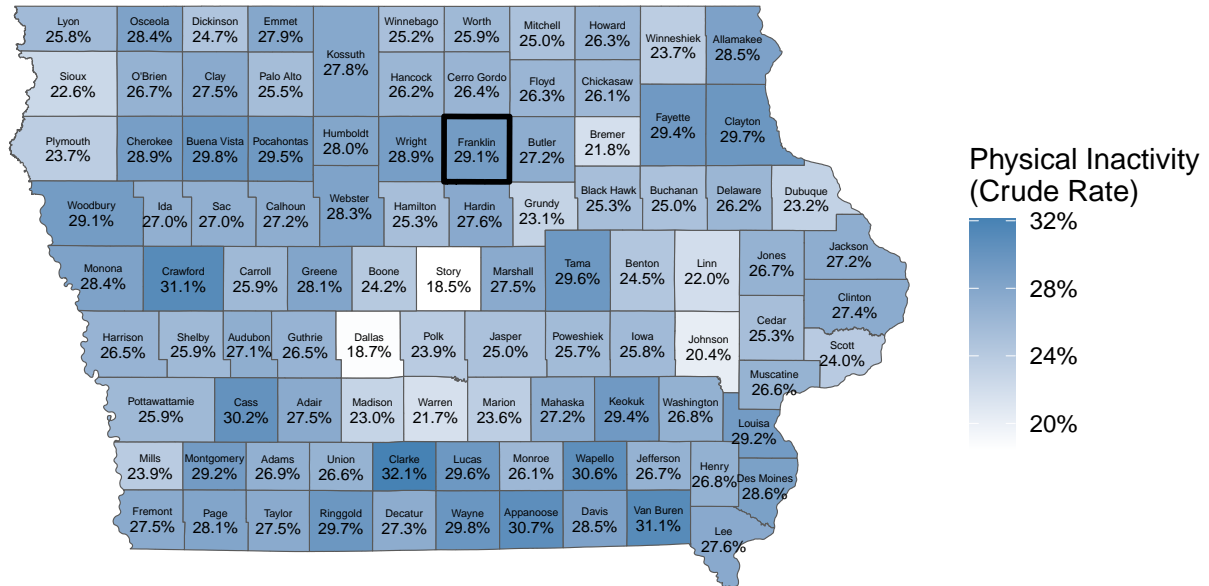 Lyon
25.8%
Osceola
28.4%
Dickinson
24.7%
Emmet
27.9%
Kossuth
27.8%
Winnebago
25.2%
Worth
25.9%
Mitchell
25.0%
Howard
26.3%
Winneshiek
23.7%
Allamakee
28.5%
Sioux
22.6%
O'Brien
26.7%
Clay
27.5%
Palo Alto
25.5%
Hancock
26.2%
Cerro Gordo
26.4%
Floyd
26.3%
Chickasaw
26.1%
Fayette
29.4%
Clayton
29.7%
Plymouth
23.7%
Cherokee
28.9%
Buena Vista
29.8%
Pocahontas
29.5%
Humboldt
28.0%
Wright
28.9%
Franklin
29.1%
Butler
27.2%
Bremer
21.8%
Woodbury
29.1%
Ida
27.0%
Sac
27.0%
Calhoun
27.2%
Webster
28.3%
Hamilton
25.3%
Hardin
27.6%
Grundy
23.1%
Black Hawk
25.3%
Buchanan
25.0%
Delaware
26.2%
Dubuque
23.2%
Monona
28.4%
Crawford
31.1%
Carroll
25.9%
Greene
28.1%
Boone
24.2%
Story
18.5%
Marshall
27.5%
Tama
29.6%
Benton
24.5%
Linn
22.0%
Jones
26.7%
Jackson
27.2%
Clinton
27.4%
Harrison
26.5%
Shelby
25.9%
Audubon
27.1%
Guthrie
26.5%
Dallas
18.7%
Polk
23.9%
Jasper
25.0%
Poweshiek
25.7%
Iowa
25.8%
Johnson
20.4%
Cedar
25.3%
Scott
24.0%
Muscatine
26.6%
Pottawattamie
25.9%
Cass
30.2%
Adair
27.5%
Madison
23.0%
Warren
21.7%
Marion
23.6%
Mahaska
27.2%
Keokuk
29.4%
Washington
26.8%
Louisa
29.2%
Mills
23.9%
Montgomery
29.2%
Adams
26.9%
Union
26.6%
Clarke
32.1%
Lucas
29.6%
Monroe
26.1%
Wapello
30.6%
Jefferson
26.7%
Henry
26.8%
Des Moines
28.6%
Fremont
27.5%
Page
28.1%
Taylor
27.5%
Ringgold
29.7%
Decatur
27.3%
Wayne
29.8%
Appanoose
30.7%
Davis
28.5%
Van Buren
31.1%
Lee
27.6%
Physical Inactivity
(Crude Rate)
32%
28%
24%
20%